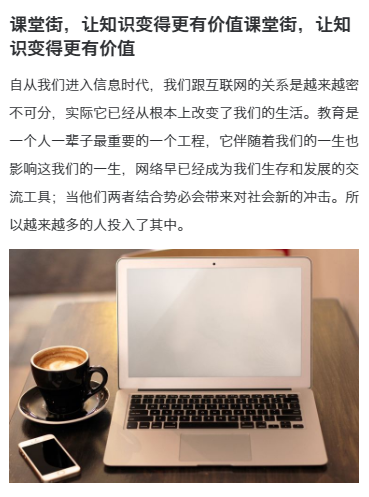 课堂街，让知识变得更有价值课堂街，让知
识变得更有价值
自从我们进入信息时代，我们跟互联网的关系是越来越密
不可分，实际它已经从根本上改变了我们的生活。教育是
一个人一辈子最重要的一个工程，它伴随着我们的一生也
影响这我们的一生，网络早已经成为我们生存和发展的交
流工具；当他们两者结合势必会带来对社会新的冲击。所
以越来越多的人投入了其中。